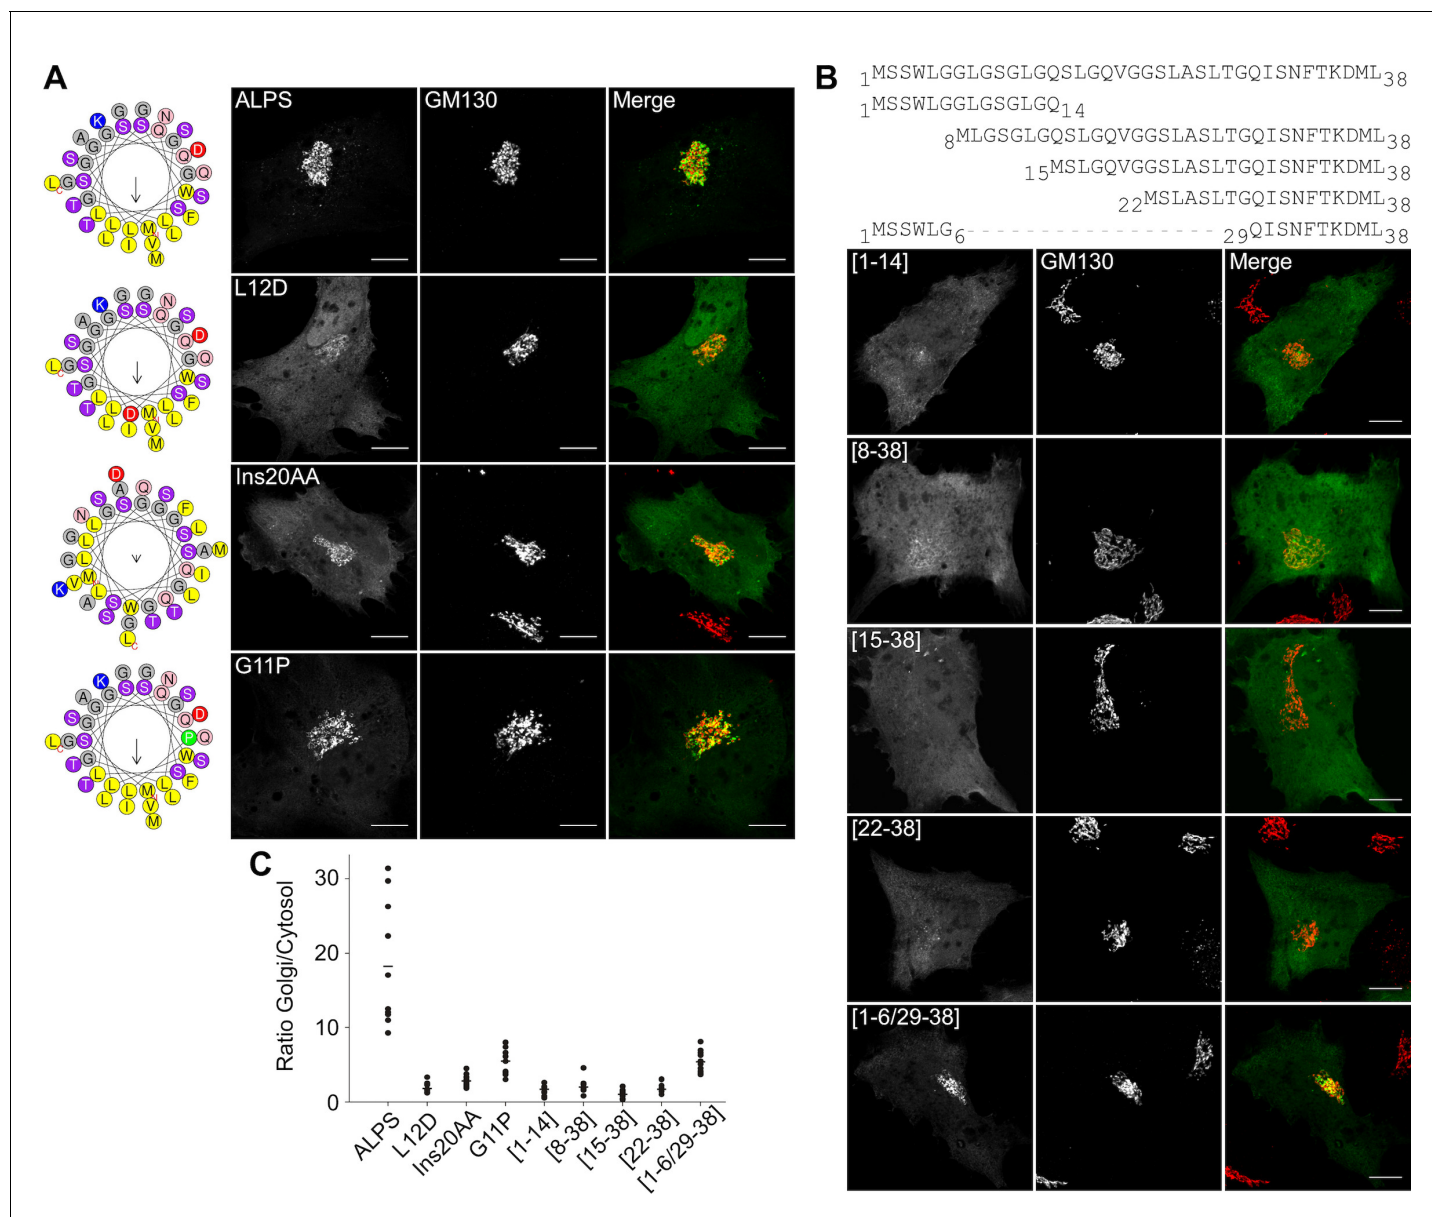 A
ALPS GM130 Merge
L12D
Ins20AA
G11P
B
1MSSWLGGLGSGLGQSLGQVGGSLASLTGQISNFTKDML38
1MSSWLGGLGSGLGQ14
8MLGSGLGQSLGQVGGSLASLTGQISNFTKDML38
15MSLGQVGGSLASLTGQISNFTKDML38
22MSLASLTGQISNFTKDML38
1MSSWLG6----------------29QISNFTKDML38
[1-14] GM130 Merge
[8-38]
[15-38]
[22-38]
[1-6/29-38]
C
Ratio Golgi/Cytosol
30
20
10
0
ALPS L12D Ins20AA G11P [1-14] [8-38] [15-38] [22-38] [1-6/29-38]